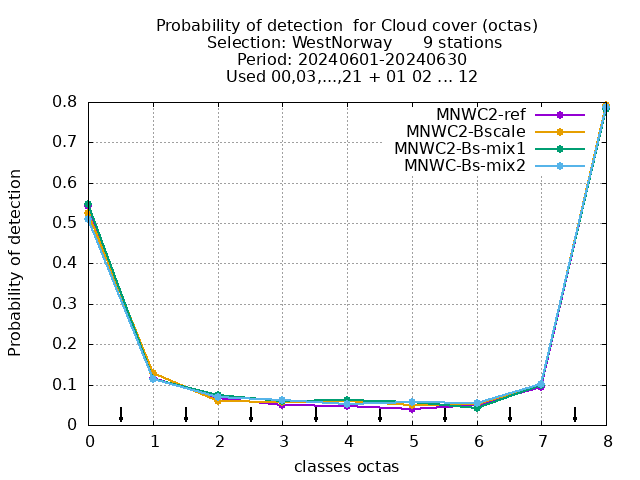 Probability of detection  for Cloud cover (octas)
Selection: WestNorway      9 stations
Period: 20240601-20240630
Used 00,03,...,21 + 01 02 ... 12
MNWC2-ref
MNWC2-Bscale
MNWC2-Bs-mix1
MNWC-Bs-mix2
Probability of detection
0.8
0.7
0.6
0.5
0.4
0.3
0.2
0.1
0
0 1 2 3 4 5 6 7 8
classes octas